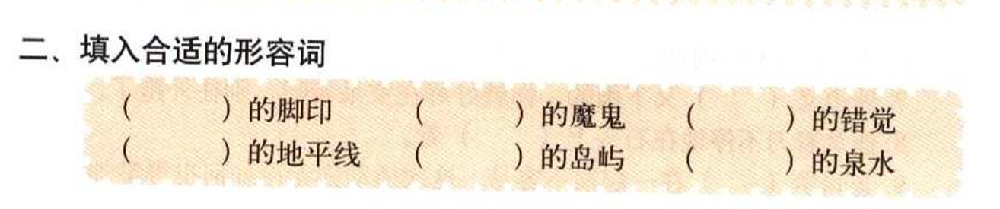 二、填入合适的形容词
(  )的脚印 (  )的魔鬼 (  )的错觉
(  )的地平线 (  )的岛屿 (  )的泉水